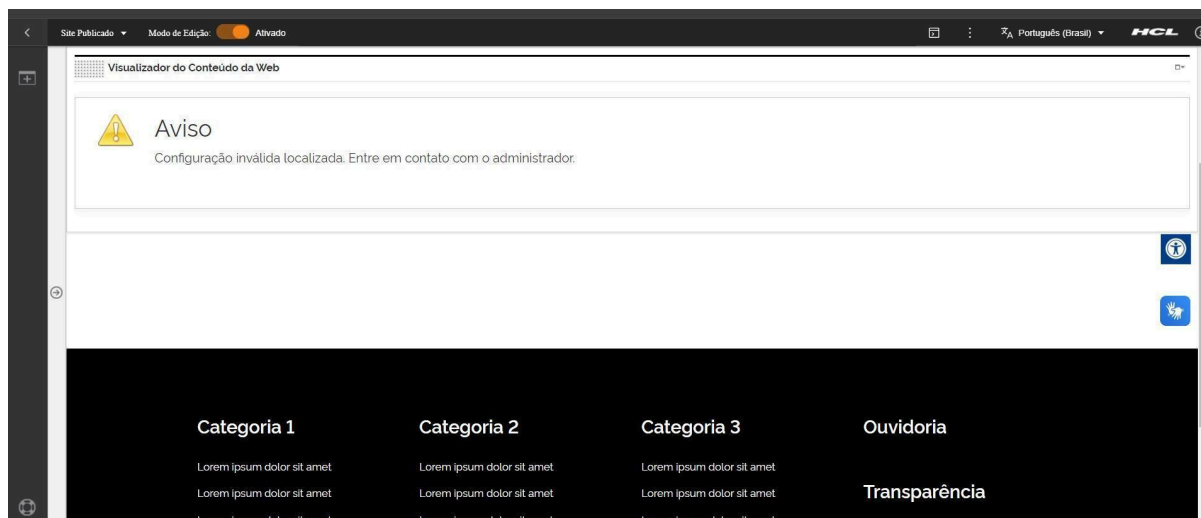 Site Publicado
Modo de Edição:
Ativado
Português (Brasil)
HCL
Visualizador do Conteúdo da Web
Aviso
Configuração inválida localizada. Entre em contato com o administrador.
Categoria 1
Categoria 2
Categoria 3
Ouvidoria
Lorem ipsum dolor sit amet
Lorem ipsum dolor sit amet
Lorem ipsum dolor sit amet
Lorem ipsum dolor sit amet
Lorem ipsum dolor sit amet
Lorem ipsum dolor sit amet
Transparência